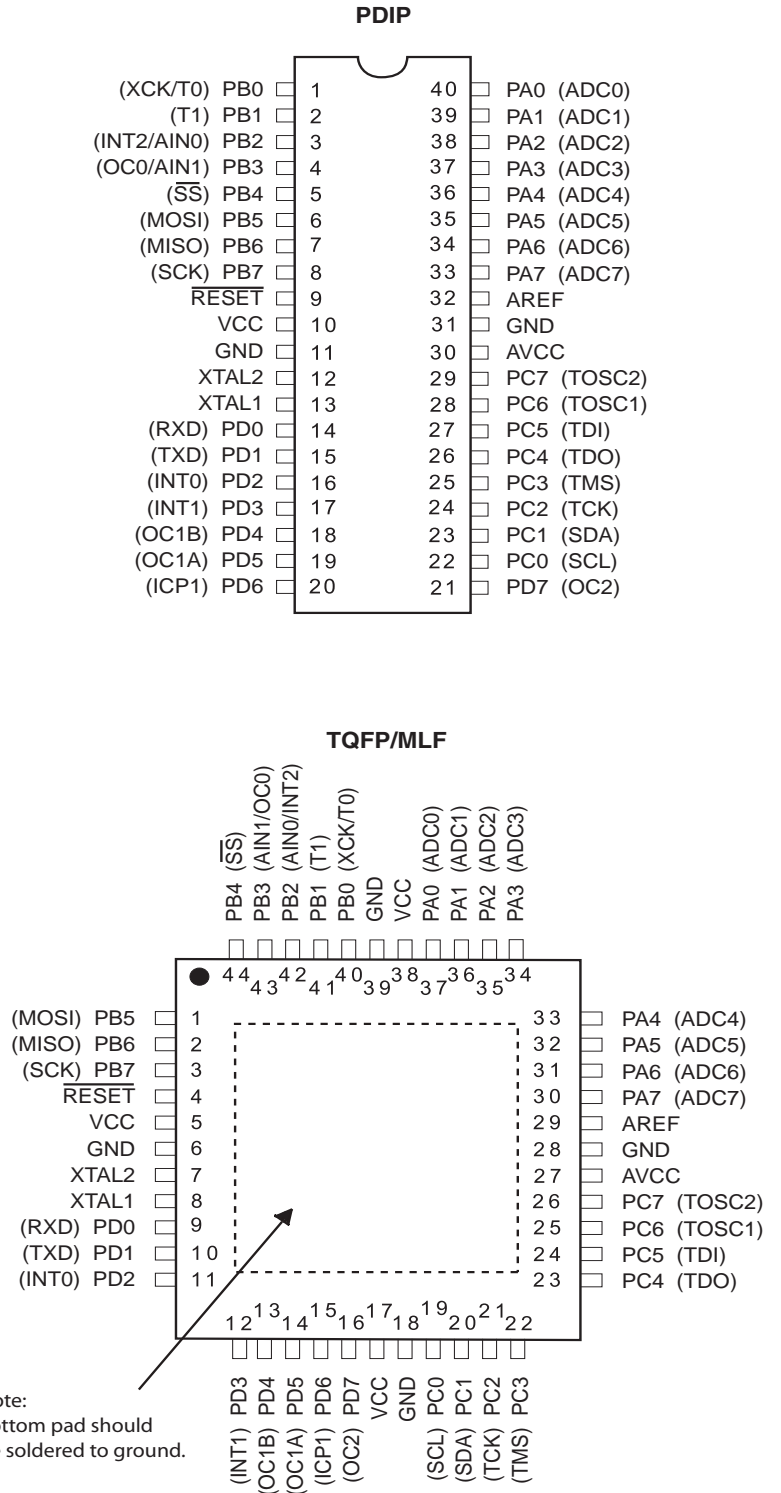 PDIP
(XCK/T0) PB0 1 40 PA0 (ADC0)
(T1) PB1 2 39 PA1 (ADC1)
(INT2/AIN0) PB2 3 38 PA2 (ADC2)
(OC0/AIN1) PB3 4 37 PA3 (ADC3)
(S̅S̅) PB4 5 36 PA4 (ADC4)
(MOSI) PB5 6 35 PA5 (ADC5)
(MISO) PB6 7 34 PA6 (ADC6)
(SCK) PB7 8 33 PA7 (ADC7)
R̅E̅S̅E̅T̅ 9 32 AREF
VCC 10 31 GND
GND 11 30 AVCC
XTAL2 12 29 PC7 (TOSC2)
XTAL1 13 28 PC6 (TOSC1)
(RXD) PD0 14 27 PC5 (TDI)
(TXD) PD1 15 26 PC4 (TDO)
(INT0) PD2 16 25 PC3 (TMS)
(INT1) PD3 17 24 PC2 (TCK)
(OC1B) PD4 18 23 PC1 (SDA)
(OC1A) PD5 19 22 PC0 (SCL)
(ICP1) PD6 20 21 PD7 (OC2)
TQFP/MLF
PB4 (S̅S̅)
PB3 (AIN1/OC0)
PB2 (AIN0/INT2)
PB1 (T1)
PB0 (XCK/T0)
GND
VCC
PA0 (ADC0)
PA1 (ADC1)
PA2 (ADC2)
PA3 (ADC3)
44 43 42 41 40 39 38 37 36 35 34
(MOSI) PB5 1 33 PA4 (ADC4)
(MISO) PB6 2 32 PA5 (ADC5)
(SCK) PB7 3 31 PA6 (ADC6)
R̅E̅S̅E̅T̅ 4 30 PA7 (ADC7)
VCC 5 29 AREF
GND 6 28 GND
XTAL2 7 27 AVCC
XTAL1 8 26 PC7 (TOSC2)
(RXD) PD0 9 25 PC6 (TOSC1)
(TXD) PD1 10 24 PC5 (TDI)
(INT0) PD2 11 23 PC4 (TDO)
12 13 14 15 16 17 18 19 20 21 22
(INT1) PD3
(OC1B) PD4
(OC1A) PD5
(ICP1) PD6
(OC2) PD7
VCC
GND
(SCL) PC0
(SDA) PC1
(TCK) PC2
(TMS) PC3
ote:
ottom pad should
soldered to ground.